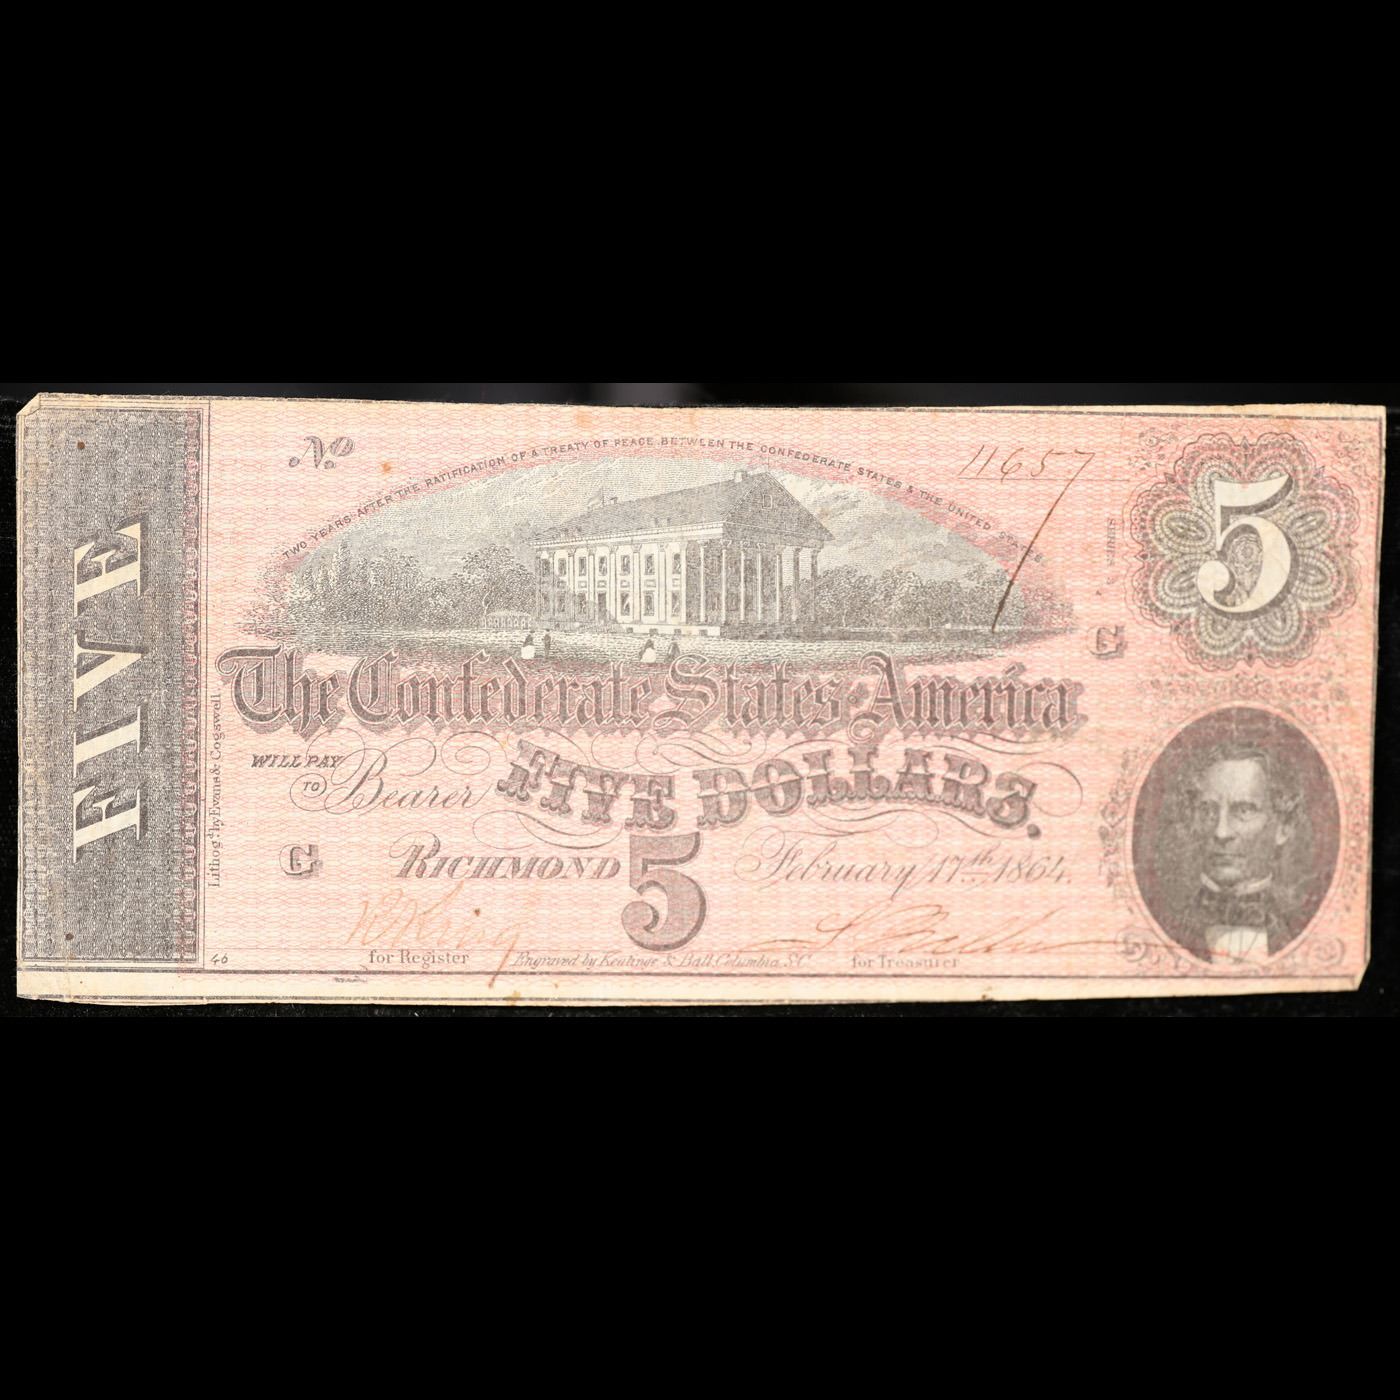 No 11657
TWO YEARS AFTER THE RATIFICATION OF A TREATY OF PEACE BETWEEN THE CONFEDERATE STATES & THE UNITED STATES
5
FIVE
SERIES
G
The Confederate States of America
WILL PAY
TO Bearer FIVE DOLLARS.
Lithog'd by Evans & Cogswell
G RICHMOND 5 February 17th 1864.
46
for Register Engraved by Keatinge & Ball, Columbia, S.C. for Treasurer